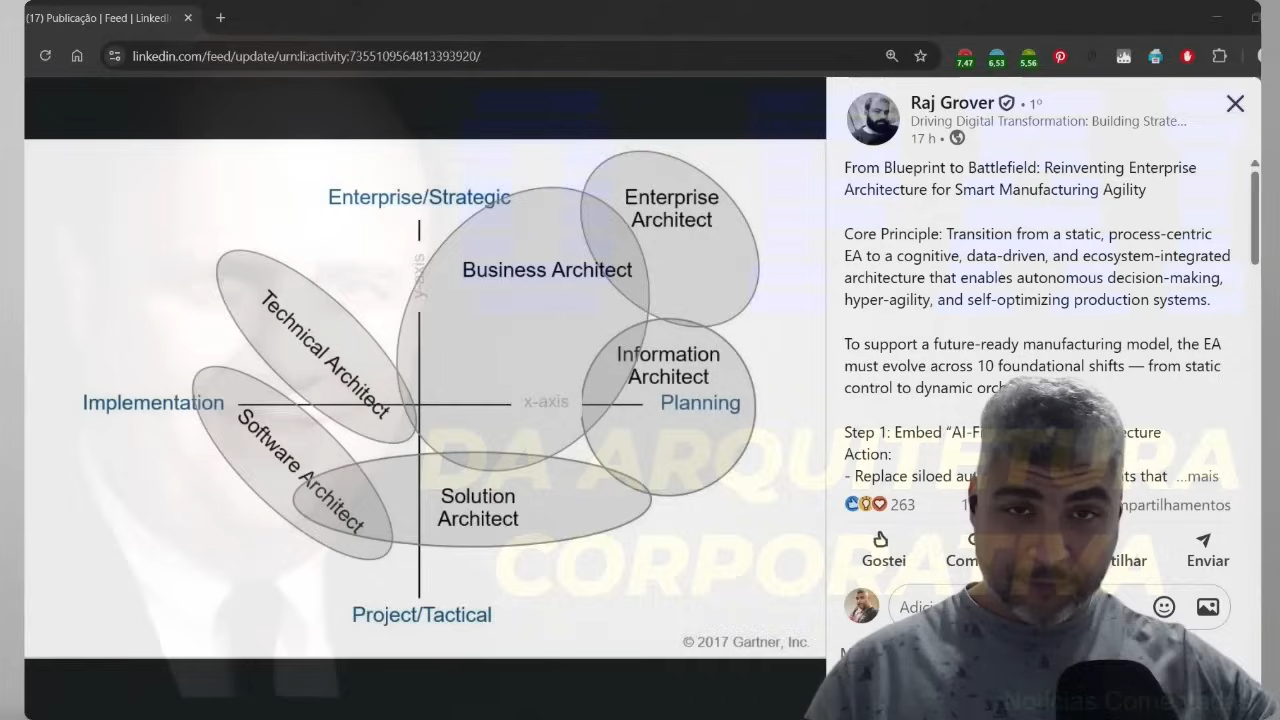 (17) Publicação | Feed | LinkedIn
linkedin.com/feed/update/urn:li:activity:7355109564813393920/
7,47
6,53
5,56
Enterprise/Strategic
Enterprise
Architect
y-axis
Business Architect
Technical Architect
Information
Architect
Implementation
x-axis
Planning
Software Architect
Solution
Architect
Project/Tactical
© 2017 Gartner, Inc.
DA ARQUITETURA
CORPORATIVA
Raj Grover • 1º
Driving Digital Transformation: Building Strate...
17 h •
From Blueprint to Battlefield: Reinventing Enterprise
Architecture for Smart Manufacturing Agility
Core Principle: Transition from a static, process-centric
EA to a cognitive, data-driven, and ecosystem-integrated
architecture that enables autonomous decision-making,
hyper-agility, and self-optimizing production systems.
To support a future-ready manufacturing model, the EA
must evolve across 10 foundational shifts — from static
control to dynamic
Step 1: Embed
Action:
- Replace siloed that ...mais
263
Gostei
Enviar
Notícias